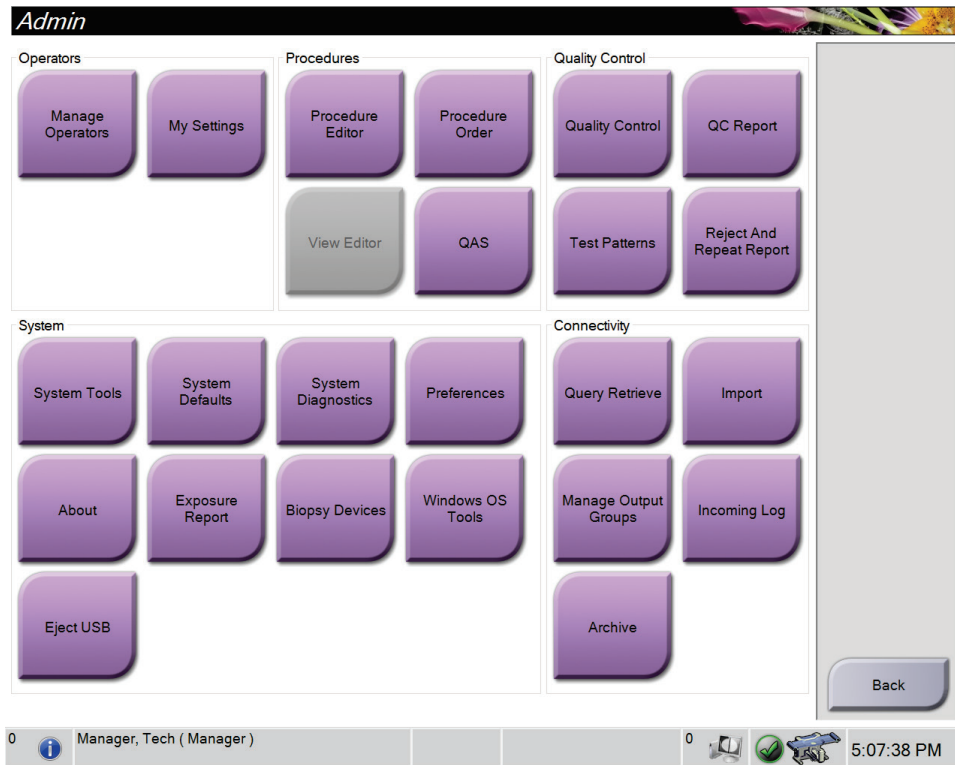 Admin
Operators
Manage
Operators
My Settings
Procedures
Procedure
Editor
Procedure
Order
View Editor
QAS
Quality Control
Quality Control
QC Report
Test Patterns
Reject And
Repeat Report
System
System Tools
System
Defaults
System
Diagnostics
Preferences
About
Exposure
Report
Biopsy Devices
Windows OS
Tools
Eject USB
Connectivity
Query Retrieve
Import
Manage Output
Groups
Incoming Log
Archive
Back
0
Manager, Tech ( Manager )
0
5:07:38 PM